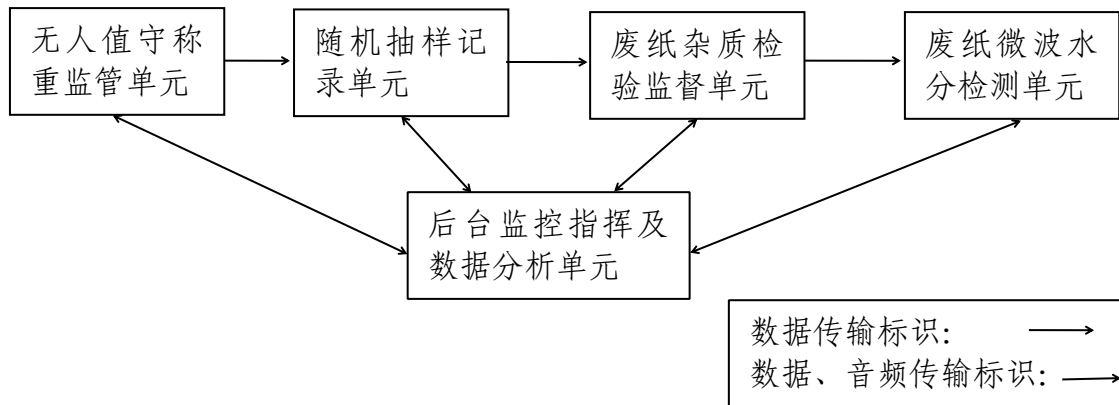 无人值守称
重监管单元
随机抽样记
录单元
废纸杂质检
验监督单元
废纸微波水
分检测单元
后台监控指挥及
数据分析单元
数据传输标识:
数据、音频传输标识: